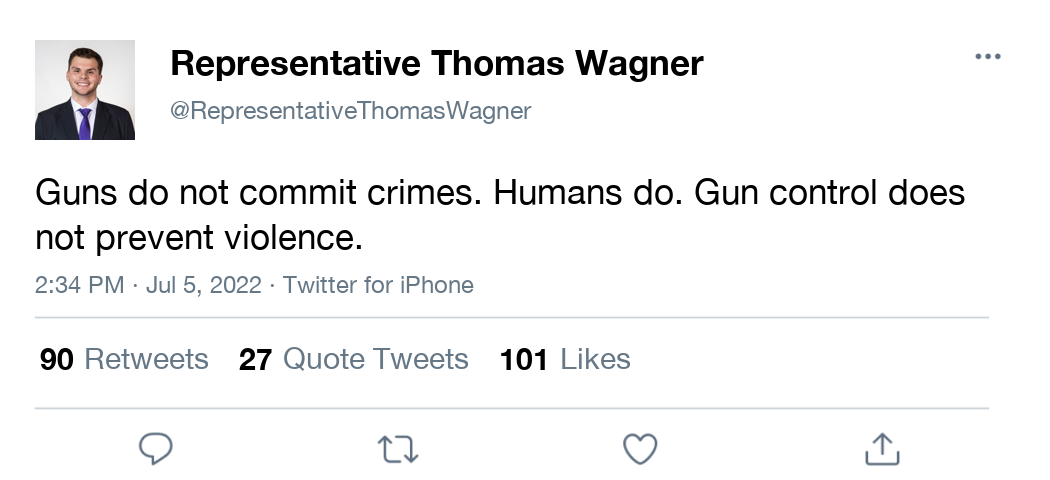 Representative Thomas Wagner
@RepresentativeThomasWagner
Guns do not commit crimes. Humans do. Gun control does
not prevent violence.
2:34 PM · Jul 5, 2022 · Twitter for iPhone
90 Retweets 27 Quote Tweets 101 Likes